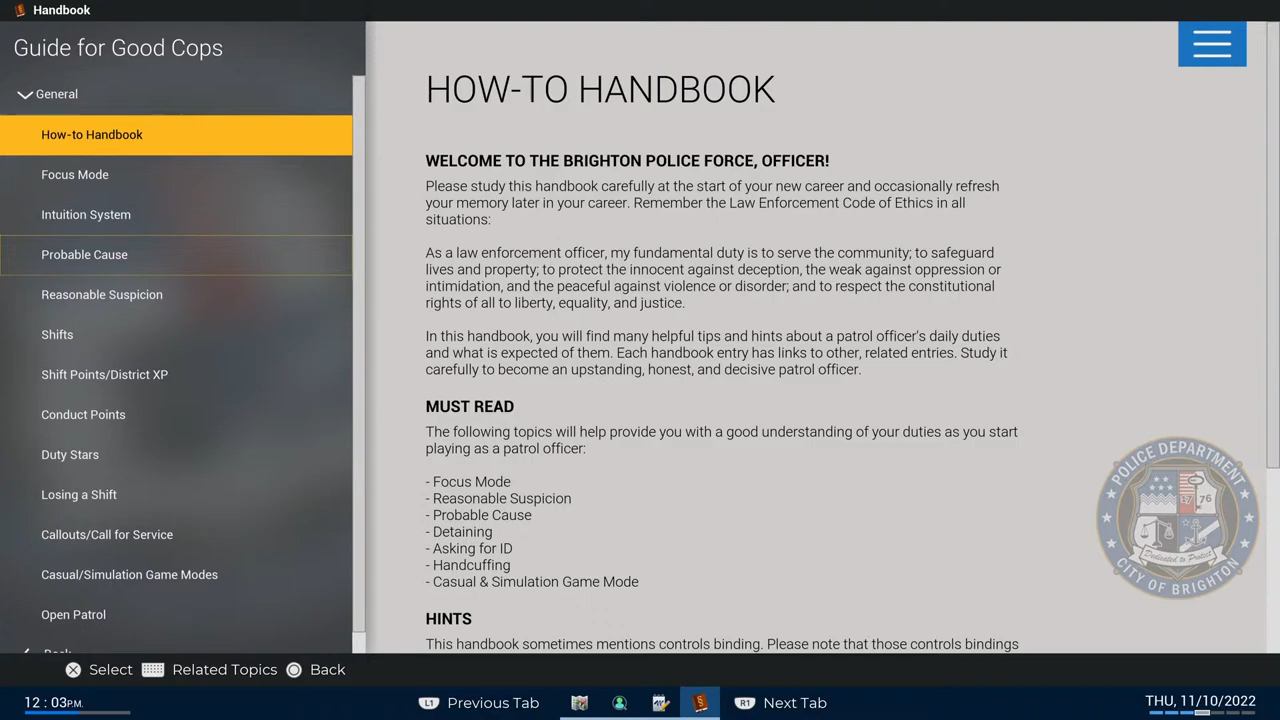 Handbook
Guide for Good Cops
General
How-to Handbook
Focus Mode
Intuition System
Probable Cause
Reasonable Suspicion
Shifts
Shift Points/District XP
Conduct Points
Duty Stars
Losing a Shift
Callouts/Call for Service
Casual/Simulation Game Modes
Open Patrol
HOW-TO HANDBOOK
WELCOME TO THE BRIGHTON POLICE FORCE, OFFICER!
Please study this handbook carefully at the start of your new career and occasionally refresh
your memory later in your career. Remember the Law Enforcement Code of Ethics in all
situations:
As a law enforcement officer, my fundamental duty is to serve the community; to safeguard
lives and property; to protect the innocent against deception, the weak against oppression or
intimidation, and the peaceful against violence or disorder; and to respect the constitutional
rights of all to liberty, equality, and justice.
In this handbook, you will find many helpful tips and hints about a patrol officer's daily duties
and what is expected of them. Each handbook entry has links to other, related entries. Study it
carefully to become an upstanding, honest, and decisive patrol officer.
MUST READ
The following topics will help provide you with a good understanding of your duties as you start
playing as a patrol officer:
- Focus Mode
- Reasonable Suspicion
- Probable Cause
- Detaining
- Asking for ID
- Handcuffing
- Casual & Simulation Game Mode
HINTS
This handbook sometimes mentions controls binding. Please note that those controls bindings
POLICE DEPARTMENT
1776
Dedicated to Protect
CITY OF BRIGHTON
Select Related Topics Back
12:03P.M.
L1 Previous Tab
R1 Next Tab
THU, 11/10/2022